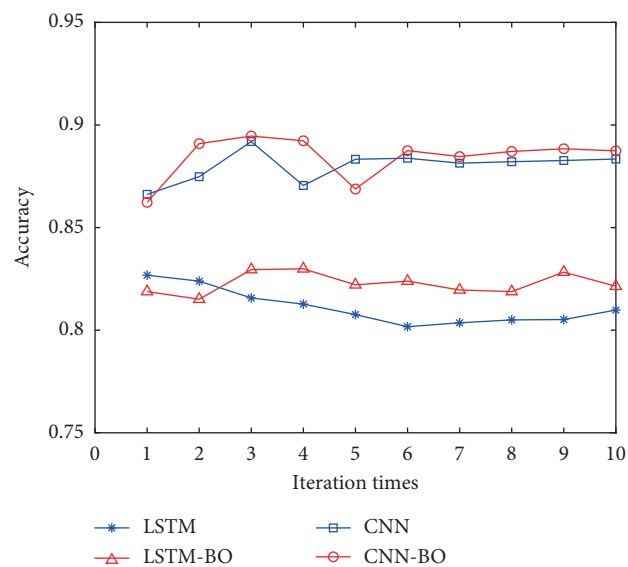 0.95
0.9
0.85
0.8
0.75
Accuracy
0 1 2 3 4 5 6 7 8 9 10
Iteration times
LSTM CNN
LSTM-BO CNN-BO